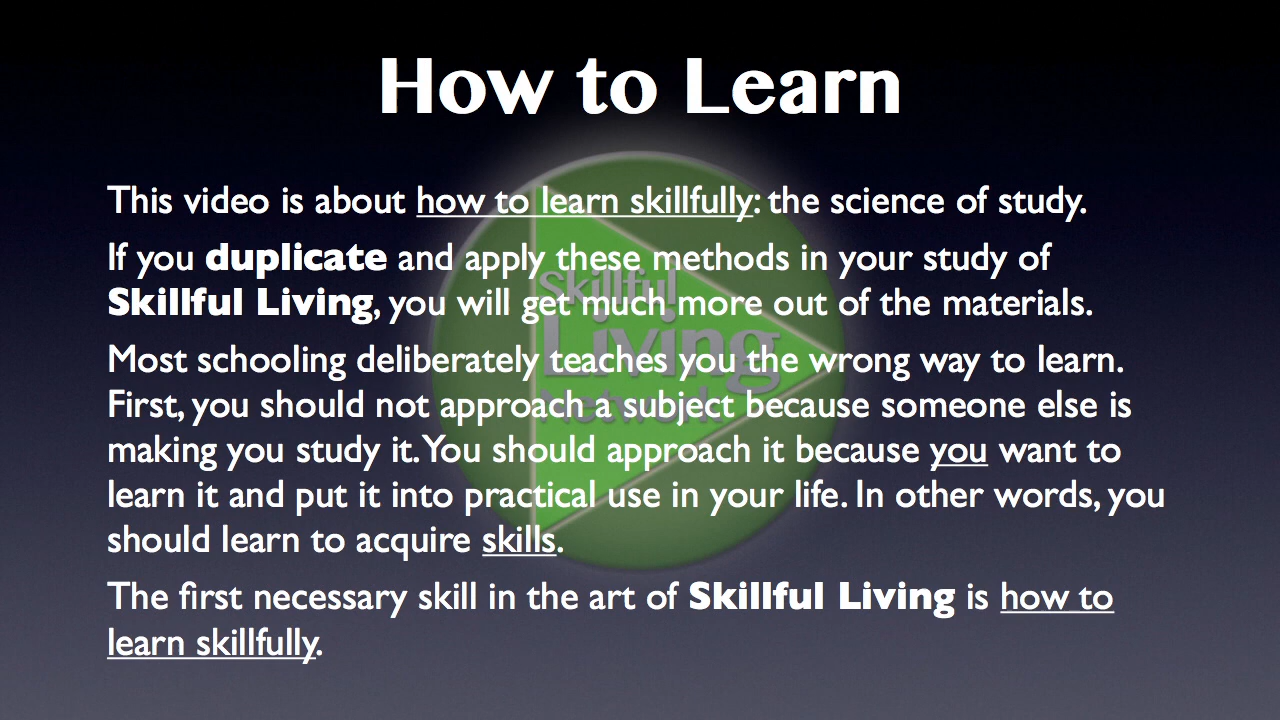 How to Learn
This video is about how to learn skillfully: the science of study.
If you duplicate and apply these methods in your study of
Skillful Living, you will get much more out of the materials.
Most schooling deliberately teaches you the wrong way to learn.
First, you should not approach a subject because someone else is
making you study it. You should approach it because you want to
learn it and put it into practical use in your life. In other words, you
should learn to acquire skills.
The first necessary skill in the art of Skillful Living is how to
learn skillfully.
Skillful
Living
Network